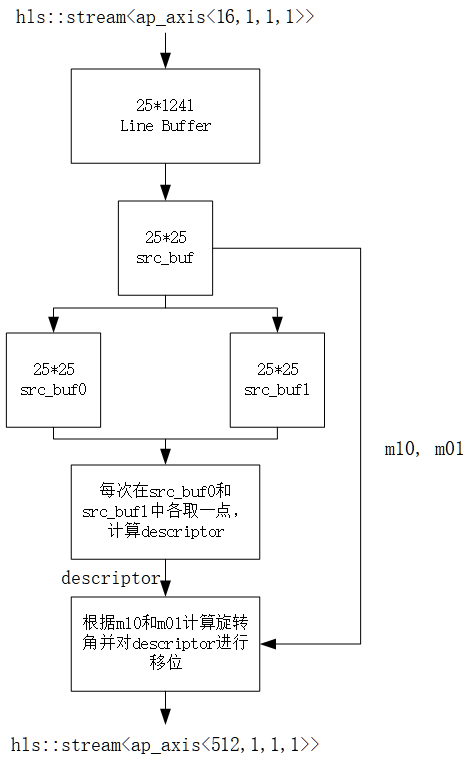 hls::stream<ap_axis<16,1,1,1>>
25*1241
Line Buffer
25*25
src_buf
25*25
src_buf0
25*25
src_buf1
m10, m01
每次在src_buf0和
src_buf1中各取一点，
计算descriptor
descriptor
根据m10和m01计算旋转
角并对descriptor进行
移位
hls::stream<ap_axis<512,1,1,1>>